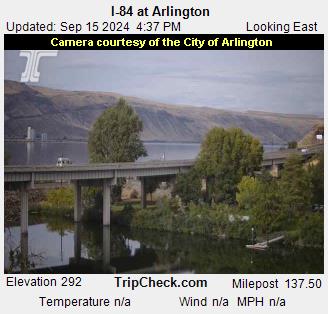 I-84 at Arlington
Updated: Sep 15 2024 4:37 PM Looking East
Camera courtesy of the City of Arlington
Elevation 292 TripCheck.com Milepost 137.50
Temperature n/a Wind n/a MPH n/a